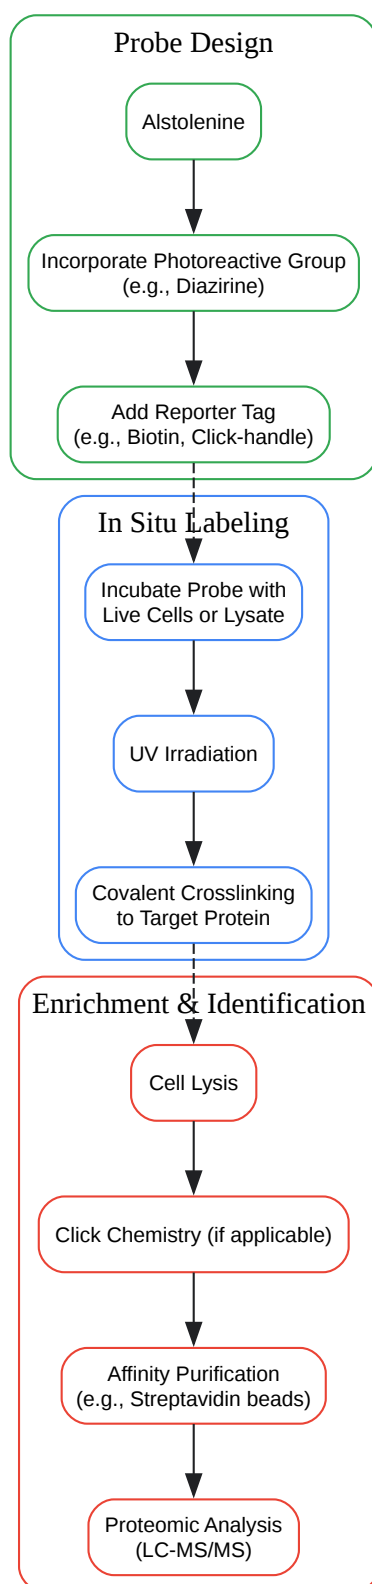 Probe Design
Alstolenine
Incorporate Photoreactive Group
(e.g., Diazirine)
Add Reporter Tag
(e.g., Biotin, Click-handle)
In Situ Labeling
Incubate Probe with
Live Cells or Lysate
UV Irradiation
Covalent Crosslinking
to Target Protein
Enrichment & Identification
Cell Lysis
Click Chemistry (if applicable)
Affinity Purification
(e.g., Streptavidin beads)
Proteomic Analysis
(LC-MS/MS)